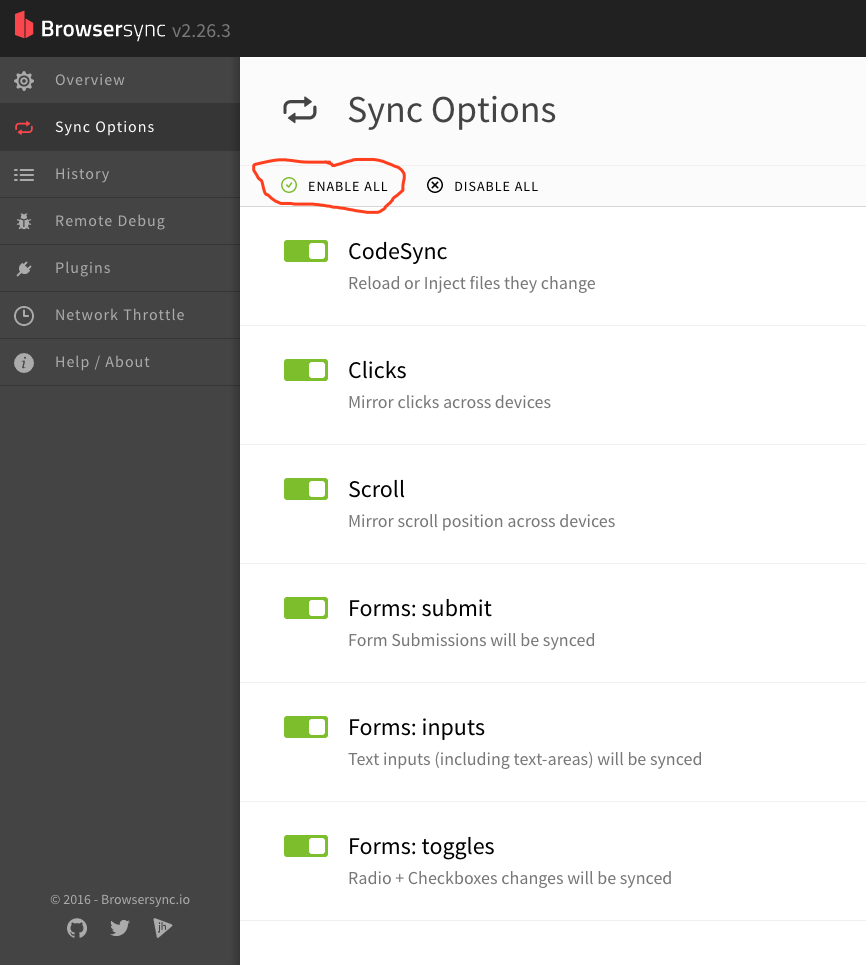 Browsersync v2.26.3
Overview
Sync Options
History
Remote Debug
Plugins
Network Throttle
Help / About
© 2016 - Browsersync.io
jh
Sync Options
ENABLE ALL
DISABLE ALL
CodeSync
Reload or Inject files they change
Clicks
Mirror clicks across devices
Scroll
Mirror scroll position across devices
Forms: submit
Form Submissions will be synced
Forms: inputs
Text inputs (including text-areas) will be synced
Forms: toggles
Radio + Checkboxes changes will be synced